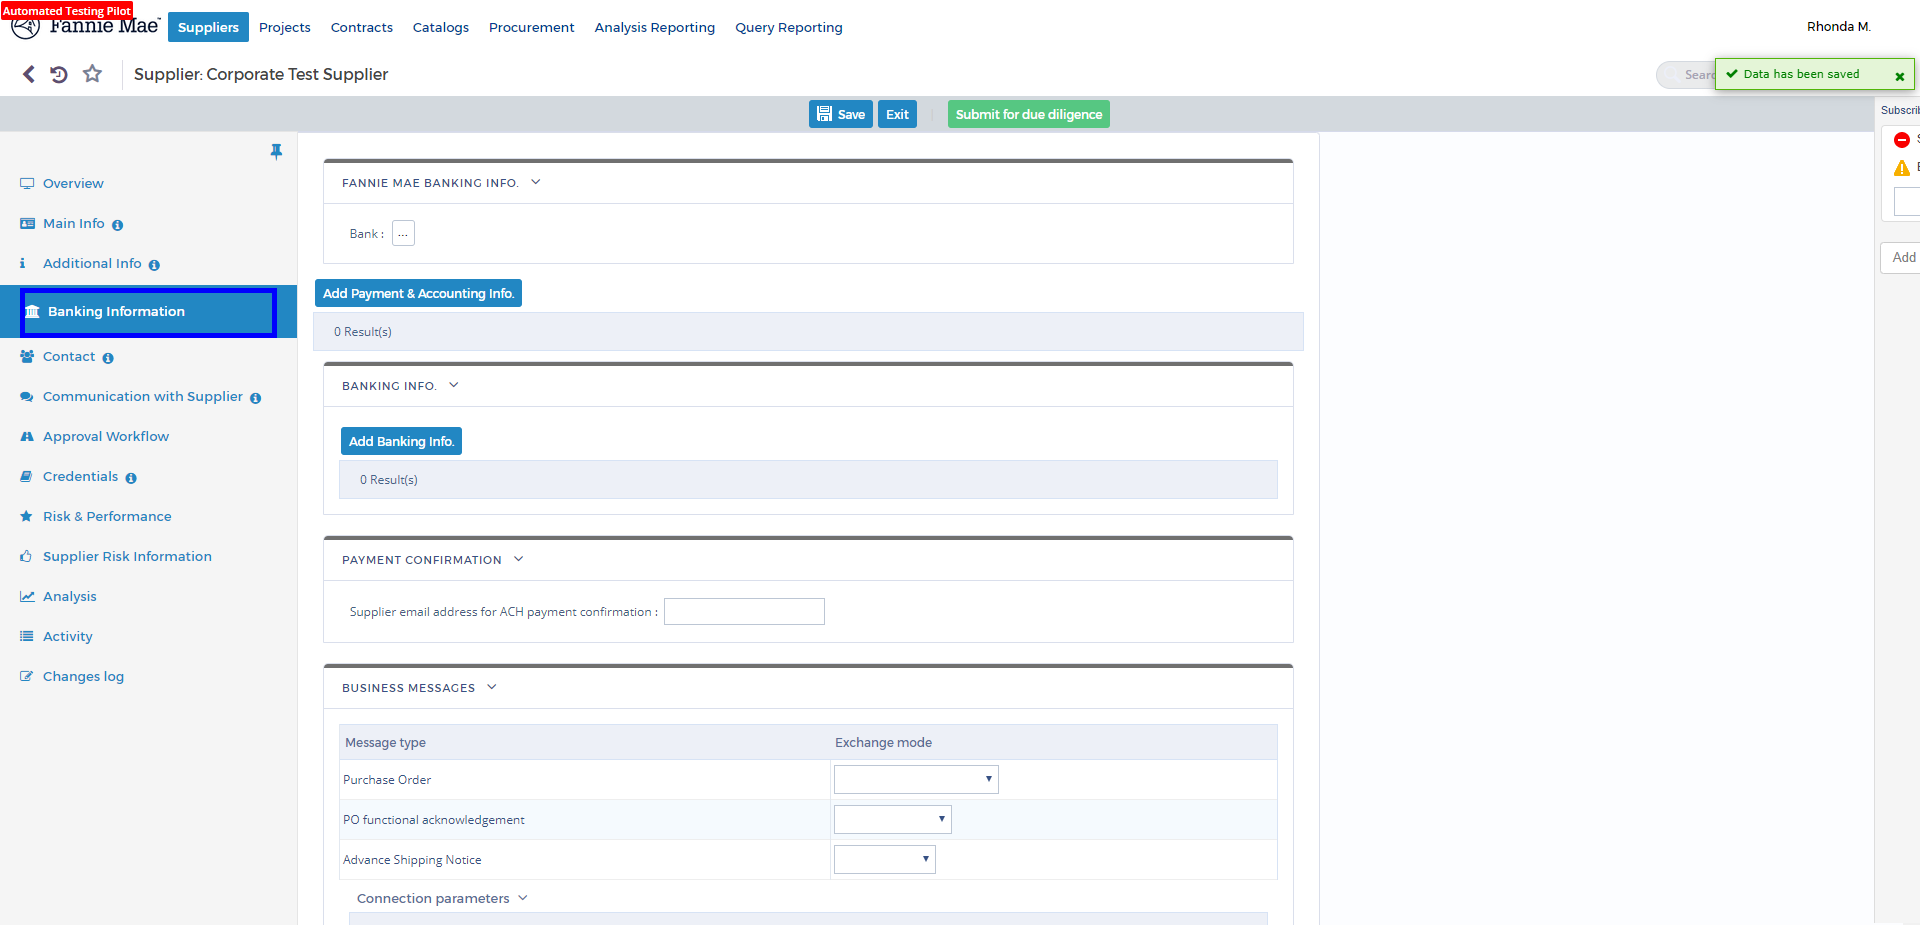 Automated Testing Pilot
Fannie Mae
Suppliers Projects Contracts Catalogs Procurement Analysis Reporting Query Reporting
Rhonda M.
Supplier: Corporate Test Supplier
Data has been saved
Save Exit Submit for due diligence
Overview
Main Info
Additional Info
Banking Information
Contact
Communication with Supplier
Approval Workflow
Credentials
Risk & Performance
Supplier Risk Information
Analysis
Activity
Changes log
FANNIE MAE BANKING INFO.
Bank : ...
Add Payment & Accounting Info.
0 Result(s)
BANKING INFO.
Add Banking Info.
0 Result(s)
PAYMENT CONFIRMATION
Supplier email address for ACH payment confirmation :
BUSINESS MESSAGES
Message type Exchange mode
Purchase Order
PO functional acknowledgement
Advance Shipping Notice
Connection parameters
Add